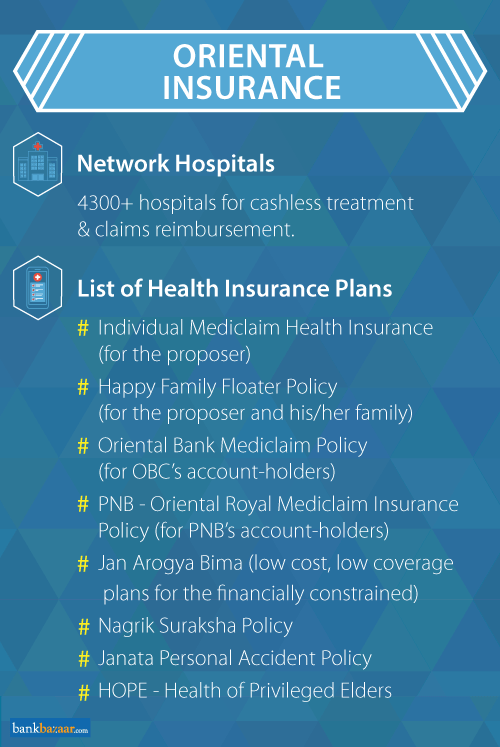 ORIENTAL
INSURANCE
Network Hospitals
4300+ hospitals for cashless treatment
& claims reimbursement.
List of Health Insurance Plans
# Individual Mediclaim Health Insurance
(for the proposer)
# Happy Family Floater Policy
(for the proposer and his/her family)
# Oriental Bank Mediclaim Policy
(for OBC's account-holders)
# PNB - Oriental Royal Mediclaim Insurance
Policy (for PNB's account-holders)
# Jan Arogya Bima (low cost, low coverage
plans for the financially constrained)
# Nagrik Suraksha Policy
# Janata Personal Accident Policy
# HOPE - Health of Privileged Elders
bankbazaar.com